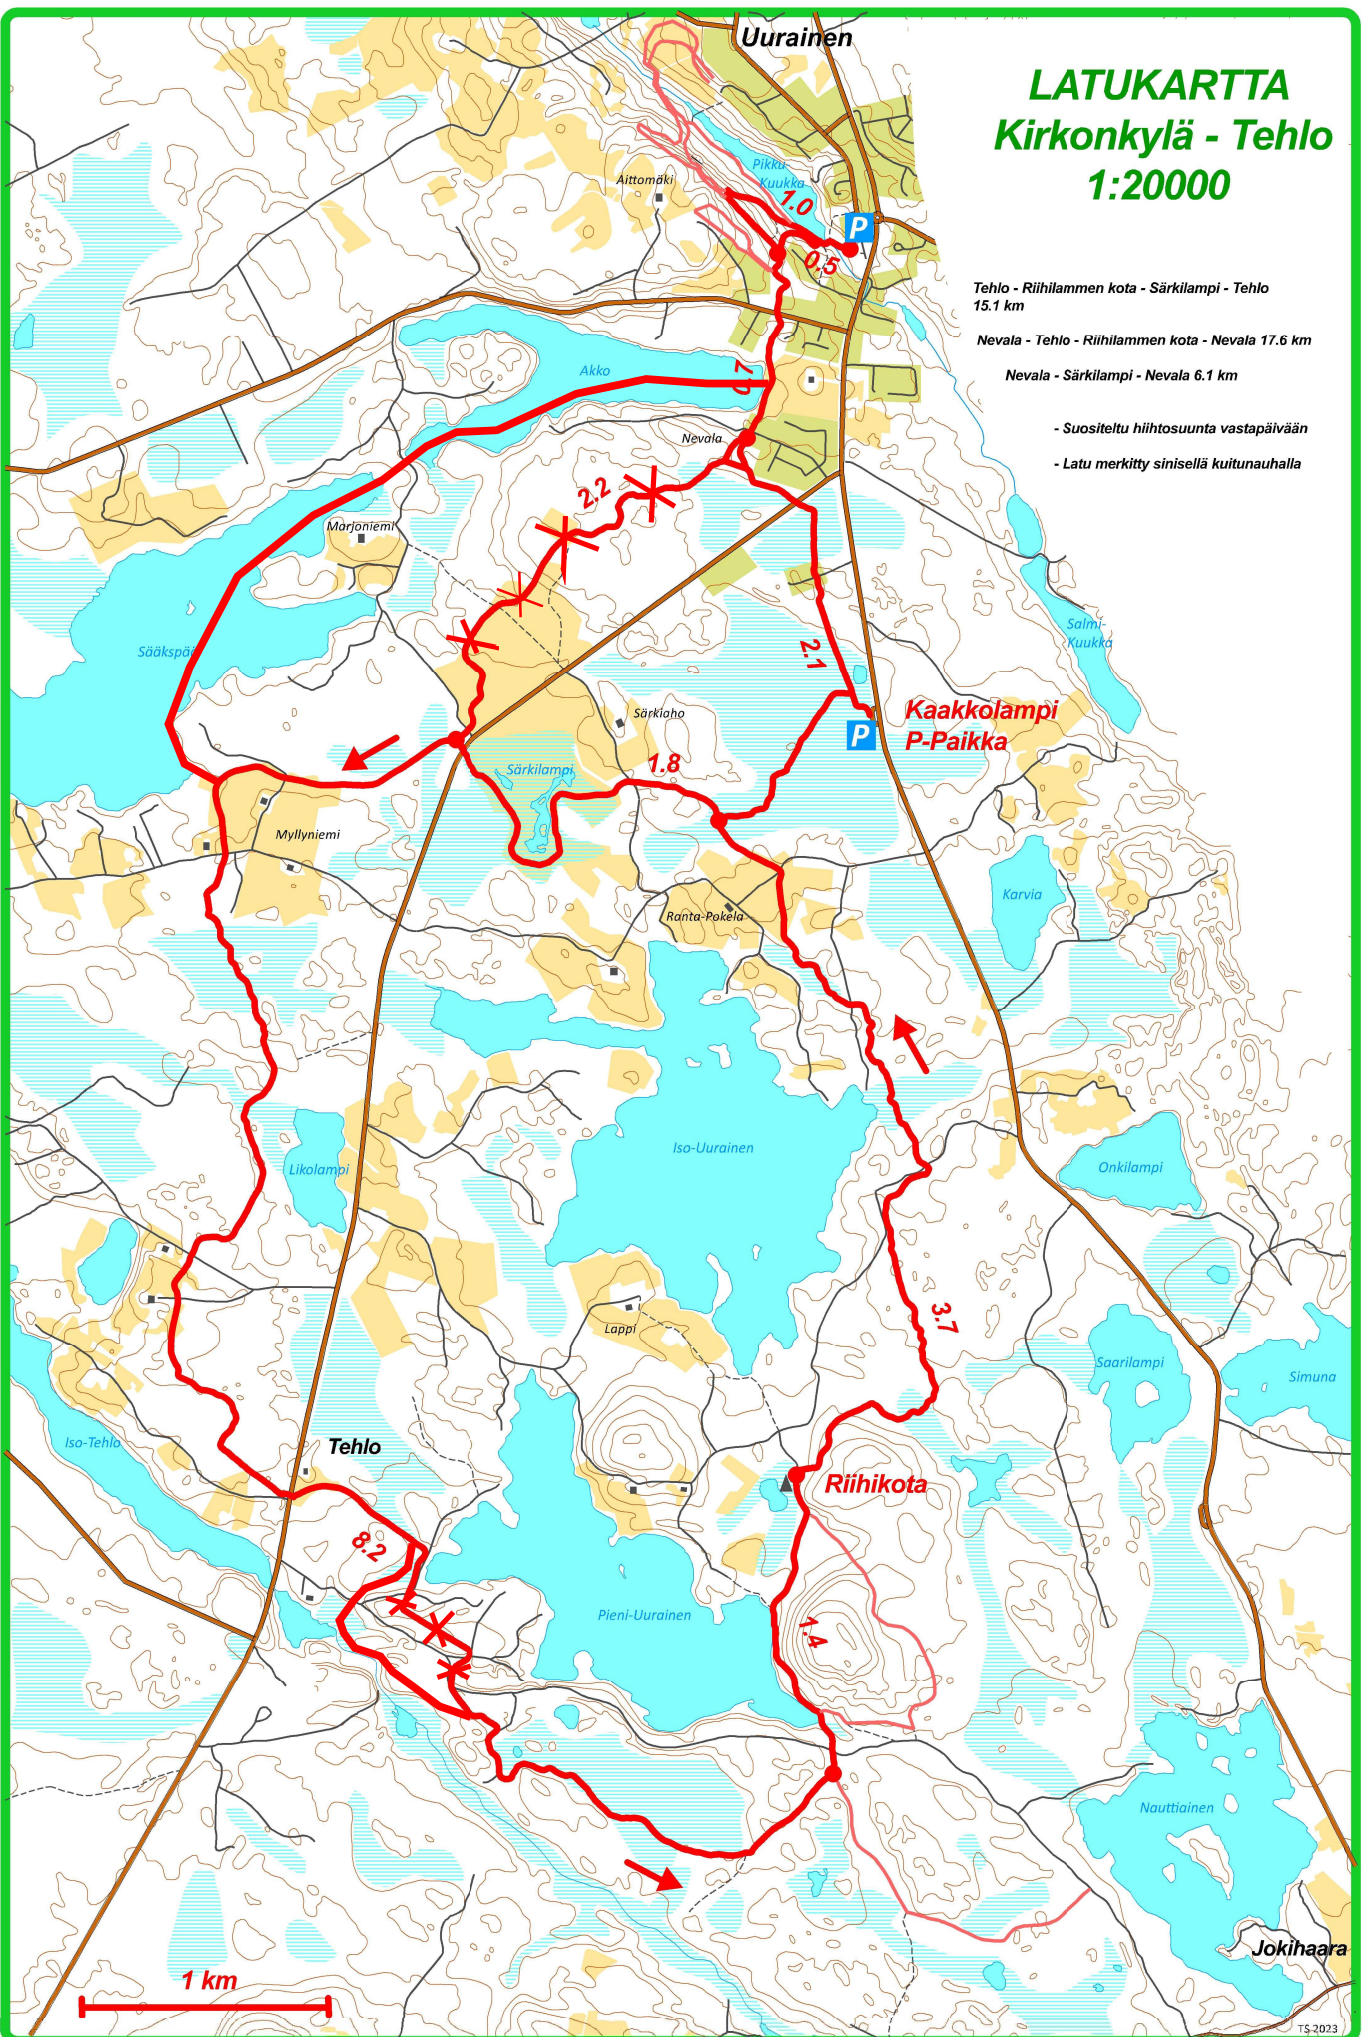 Uurainen
LATUKARTTA
Kirkonkylä - Tehlo
1:20000
Pikku-
Kuukka
Aittomäki
1.0
P
0.5
Tehlo - Riihilammen kota - Särkilampi - Tehlo
15.1 km
Nevala - Tehlo - Riihilammen kota - Nevala 17.6 km
Nevala - Särkilampi - Nevala 6.1 km
- Suositeltu hiihtosuunta vastapäivään
- Latu merkitty sinisellä kuitunauhalla
Akko
0.7
Nevala
2.2
Marjoniemi
Salmi-
Kuukka
Sääkspää
2.1
Särkiaho
Kaakkolampi
P-Paikka
P
1.8
Särkilampi
Myllyniemi
Karvia
Ranta-Pokela
Iso-Uurainen
Likolampi
Onkilampi
3.7
Lappi
Saarilampi
Simuna
Iso-Tehlo
Tehlo
Riihikota
8.2
Pieni-Uurainen
1.4
Nauttiainen
Jokihaara
1 km
TS 2023